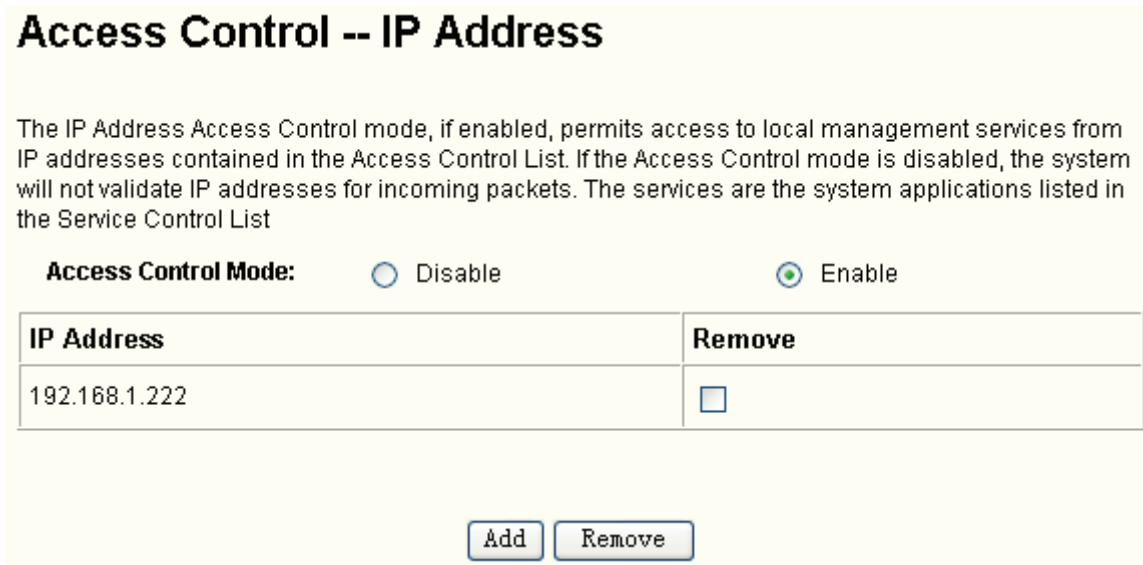 Access Control -- IP Address
The IP Address Access Control mode, if enabled, permits access to local management services from
IP addresses contained in the Access Control List. If the Access Control mode is disabled, the system
will not validate IP addresses for incoming packets. The services are the system applications listed in
the Service Control List
Access Control Mode: Disable Enable
IP Address Remove
192.168.1.222
Add Remove